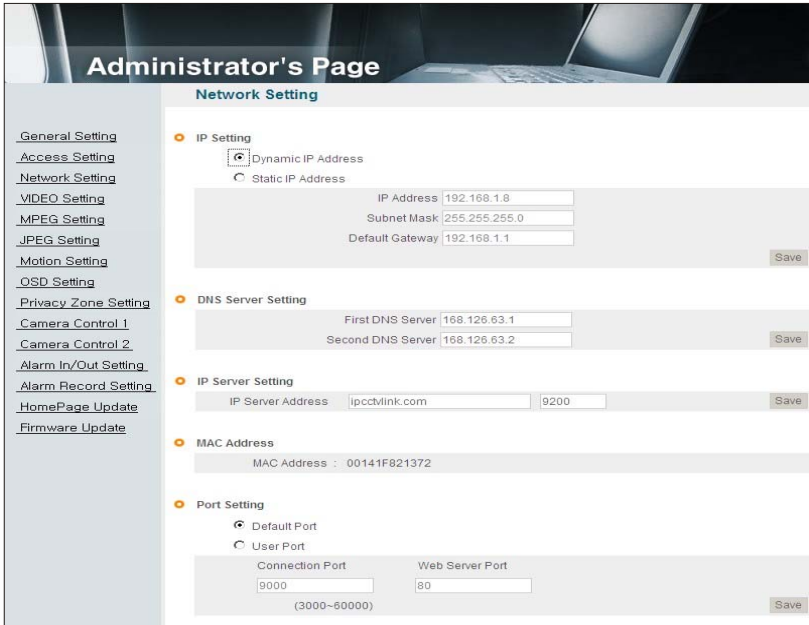 Administrator's Page
Network Setting
General Setting
Access Setting
Network Setting
VIDEO Setting
MPEG Setting
JPEG Setting
Motion Setting
OSD Setting
Privacy Zone Setting
Camera Control 1
Camera Control 2
Alarm In/Out Setting
Alarm Record Setting
HomePage Update
Firmware Update
IP Setting
Dynamic IP Address
Static IP Address
IP Address 192.168.1.8
Subnet Mask 255.255.255.0
Default Gateway 192.168.1.1
Save
DNS Server Setting
First DNS Server 168.126.63.1
Second DNS Server 168.126.63.2 Save
IP Server Setting
IP Server Address ipcctvlink.com 9200 Save
MAC Address
MAC Address : 00141F821372
Port Setting
Default Port
User Port
Connection Port Web Server Port
9000 80
(3000~60000) Save